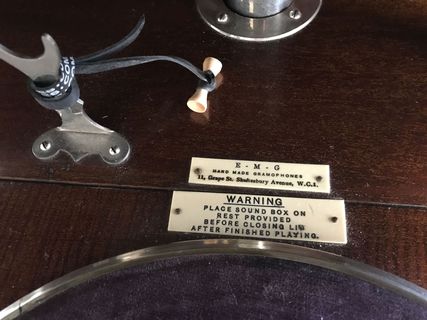 E-M-G
HAND MADE GRAMOPHONES
11, Grape St. Shaftesbury Avenue, W.C.1.
WARNING
PLACE SOUND BOX ON
REST PROVIDED
BEFORE CLOSING LID
AFTER FINISHED PLAYING.